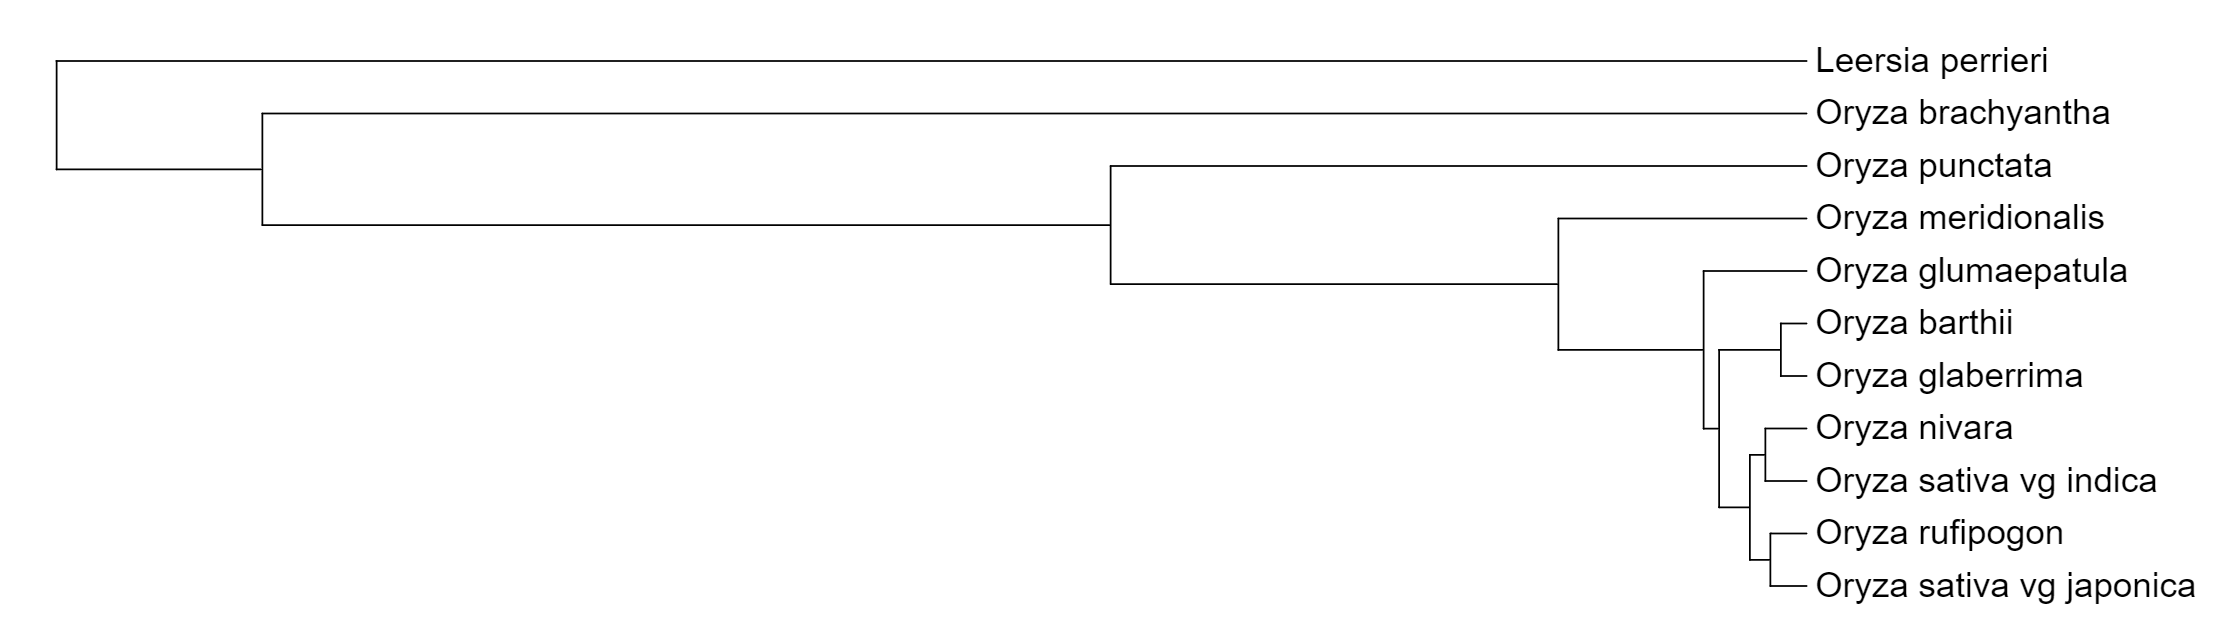 Leersia perrieri
Oryza brachyantha
Oryza punctata
Oryza meridionalis
Oryza glumaepatula
Oryza barthii
Oryza glaberrima
Oryza nivara
Oryza sativa vg indica
Oryza rufipogon
Oryza sativa vg japonica